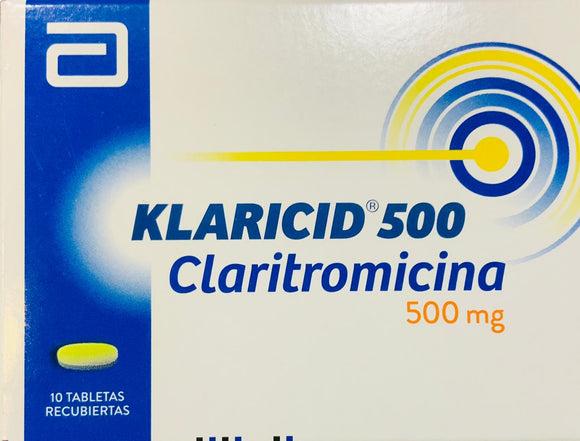 KLARICID® 500
Claritromicina
500 mg
10 TABLETAS
RECUBIERTAS